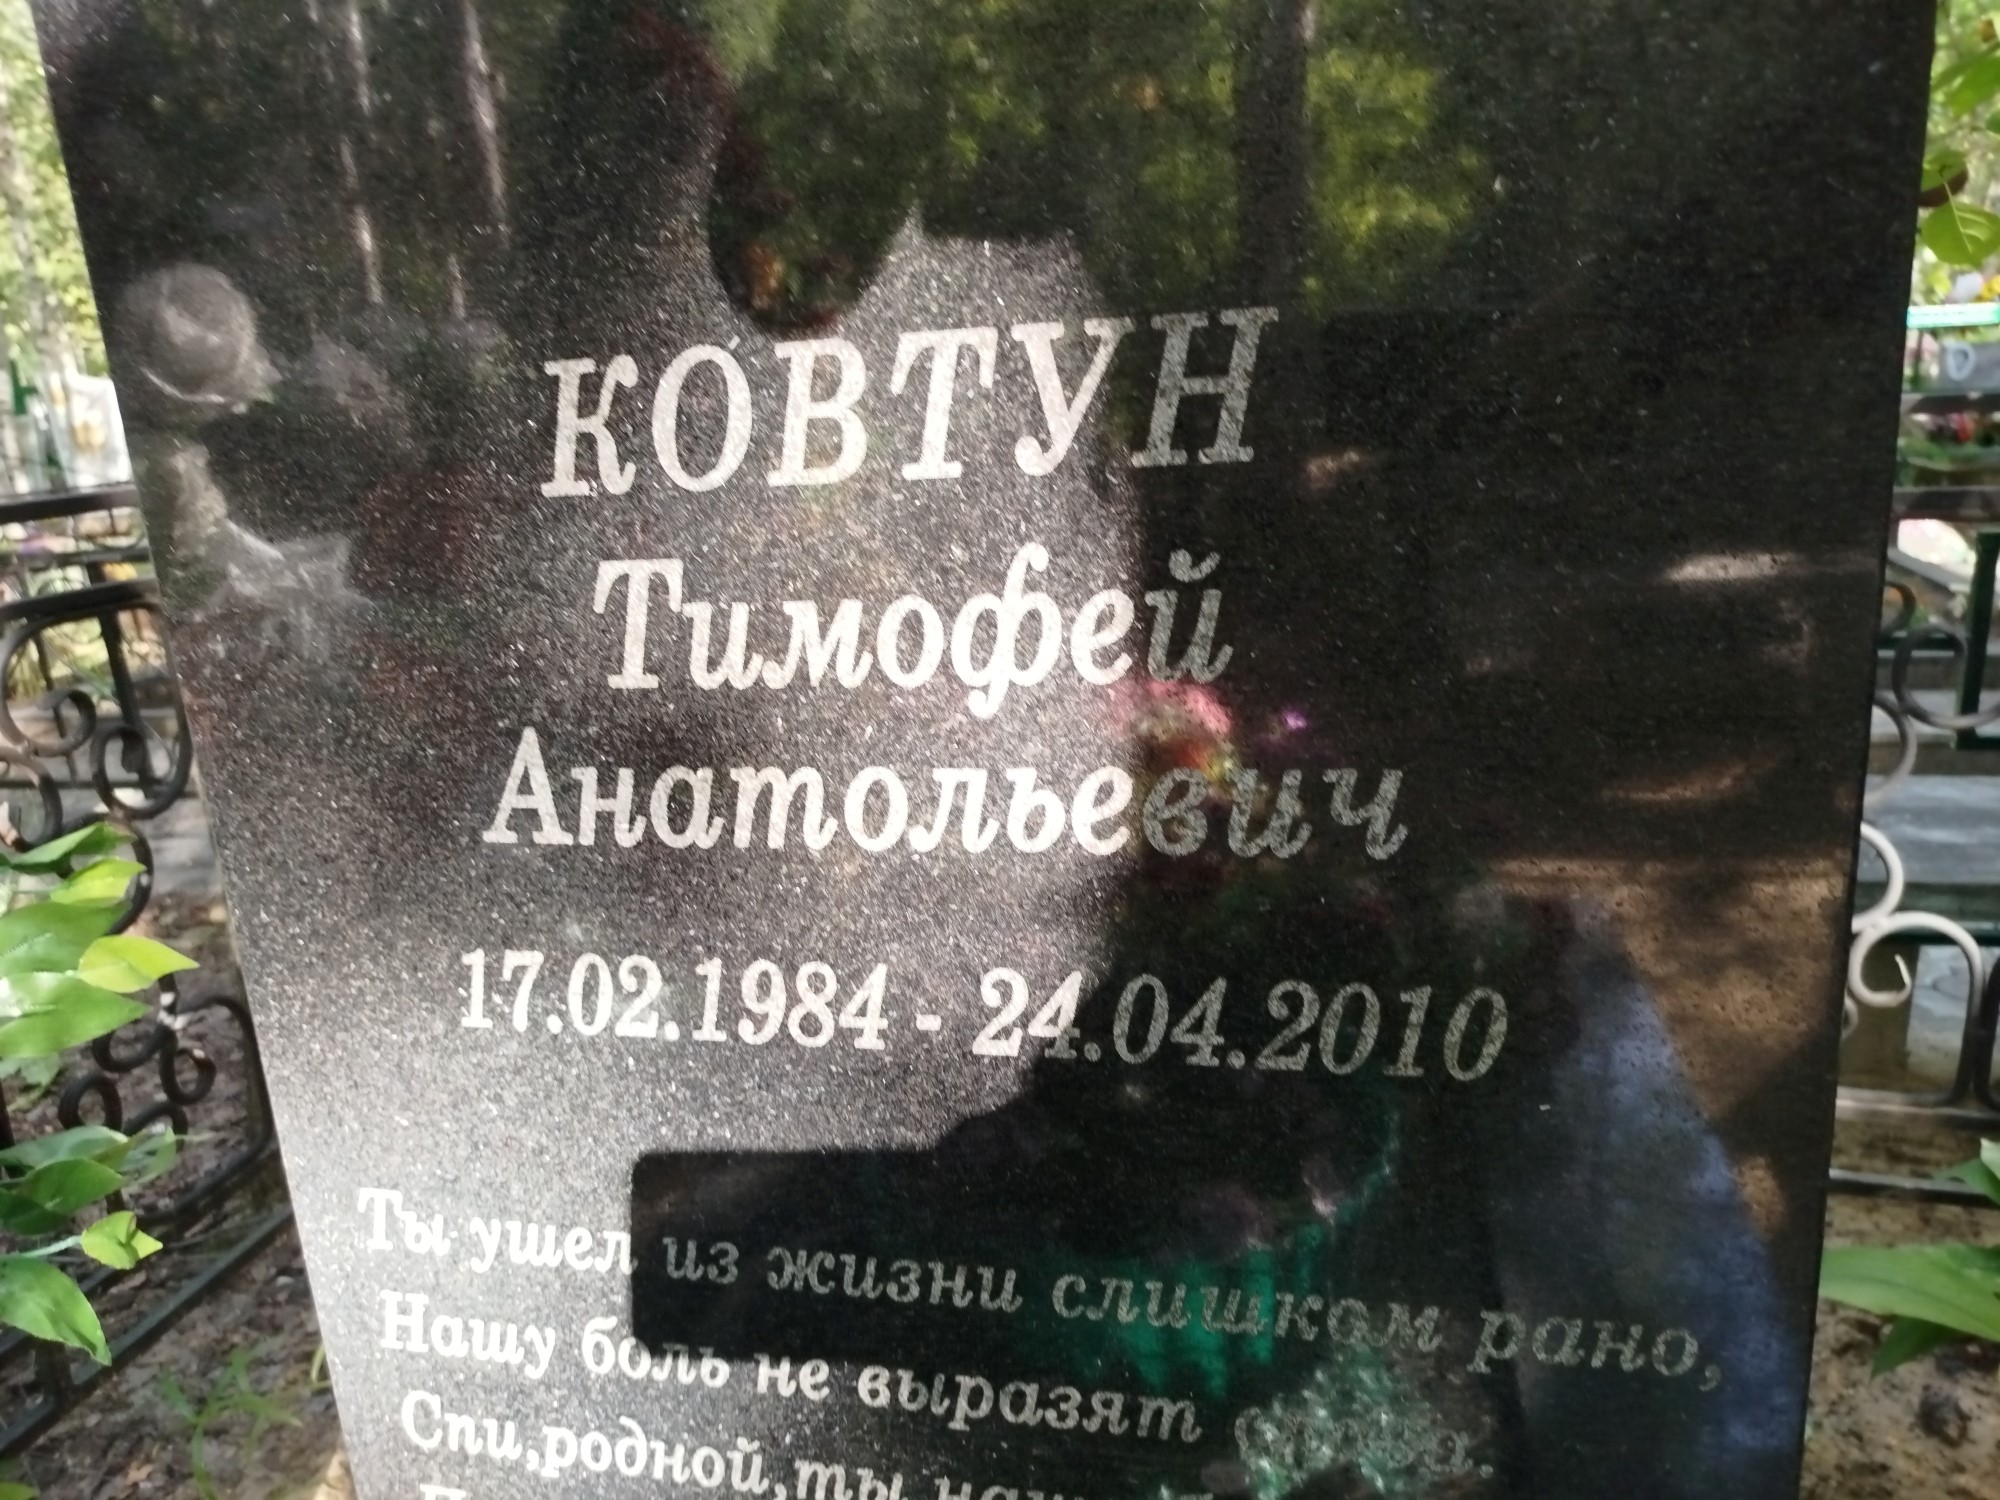 КОВТУН
Тимофей
Анатольевич
17.02.1984 - 24.04.2010
Ты ушел из жизни слишком рано,
Нашу боль не выразят слова.
Спи,родной,ты